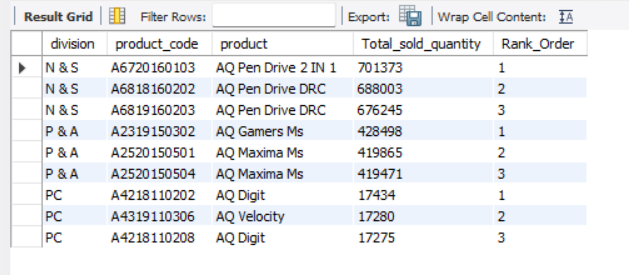 Result Grid Filter Rows: Export: Wrap Cell Content: IA
division product_code product Total_sold_quantity Rank_Order
N & S A6720160103 AQ Pen Drive 2 IN 1 701373 1
N & S A6818160202 AQ Pen Drive DRC 688003 2
N & S A6819160203 AQ Pen Drive DRC 676245 3
P & A A2319150302 AQ Gamers Ms 428498 1
P & A A2520150501 AQ Maxima Ms 419865 2
P & A A2520150504 AQ Maxima Ms 419471 3
PC A4218110202 AQ Digit 17434 1
PC A4319110306 AQ Velocity 17280 2
PC A4218110208 AQ Digit 17275 3